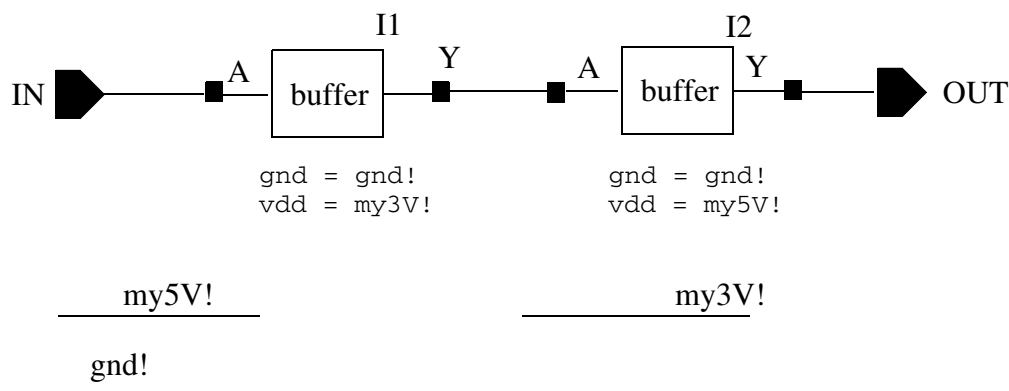 I1
I2
IN
A
buffer
Y
A
buffer
Y
OUT
gnd = gnd!
vdd = my3V!
gnd = gnd!
vdd = my5V!
my5V!
my3V!
gnd!